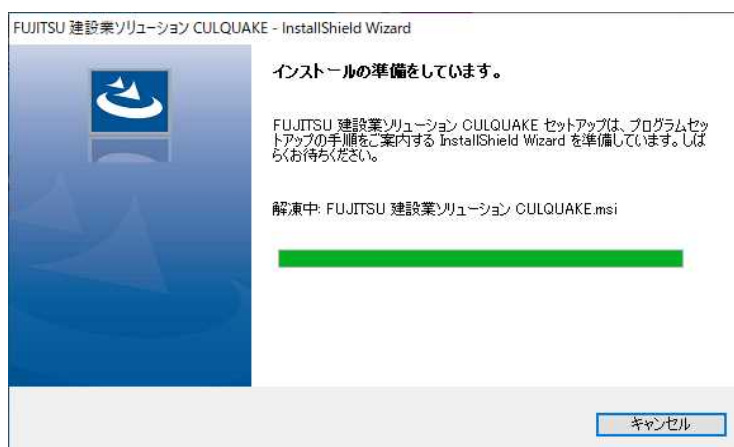 FUJITSU 建設業ソリューション CULQUAKE - InstallShield Wizard
インストールの準備をしています。
FUJITSU 建設業ソリューション CULQUAKE セットアップは、プログラムセッ
トアップの手順をご案内する InstallShield Wizard を準備しています。しば
らくお待ちください。
解凍中: FUJITSU 建設業ソリューション CULQUAKE.msi
キャンセル